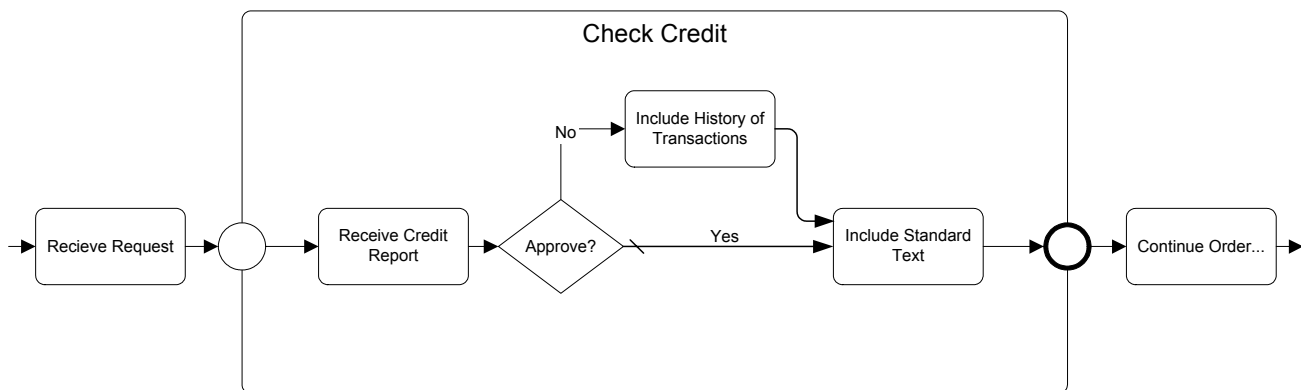 Check Credit
Include History of
Transactions
No
Recieve Request
Receive Credit
Report
Approve?
Yes
Include Standard
Text
Continue Order...